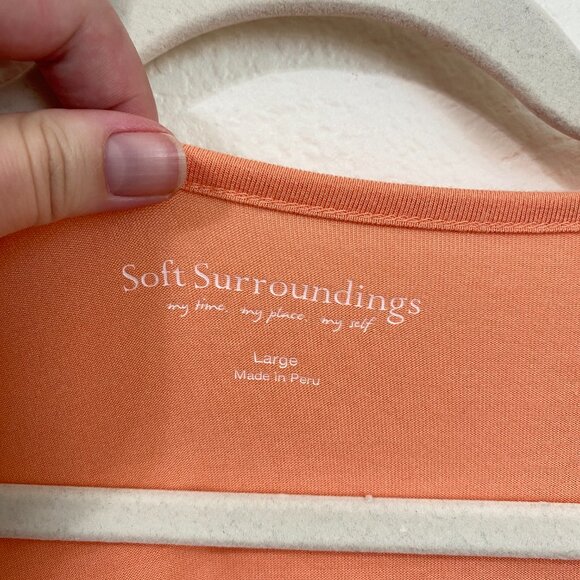 Soft Surroundings
my time. my place. my self
Large
Made in Peru